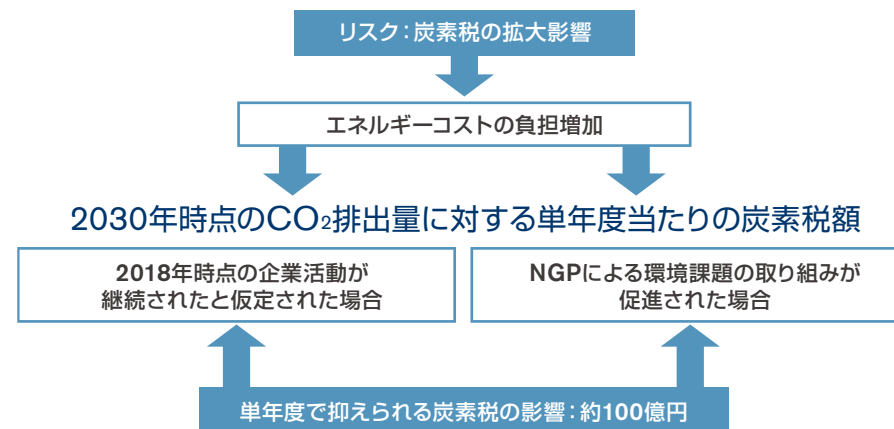 リスク：炭素税の拡大影響
エネルギーコストの負担増加
2030年時点のCO₂排出量に対する単年度当たりの炭素税額
2018年時点の企業活動が
継続されたと仮定された場合
NGPによる環境課題の取り組みが
促進された場合
単年度で抑えられる炭素税の影響：約100億円